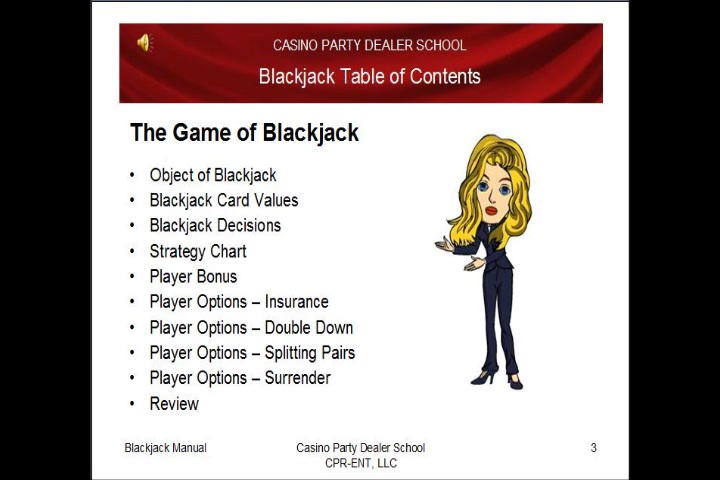 CASINO PARTY DEALER SCHOOL
Blackjack Table of Contents
The Game of Blackjack
• Object of Blackjack
• Blackjack Card Values
• Blackjack Decisions
• Strategy Chart
• Player Bonus
• Player Options – Insurance
• Player Options – Double Down
• Player Options – Splitting Pairs
• Player Options – Surrender
• Review
Blackjack Manual
Casino Party Dealer School
CPR-ENT, LLC
3